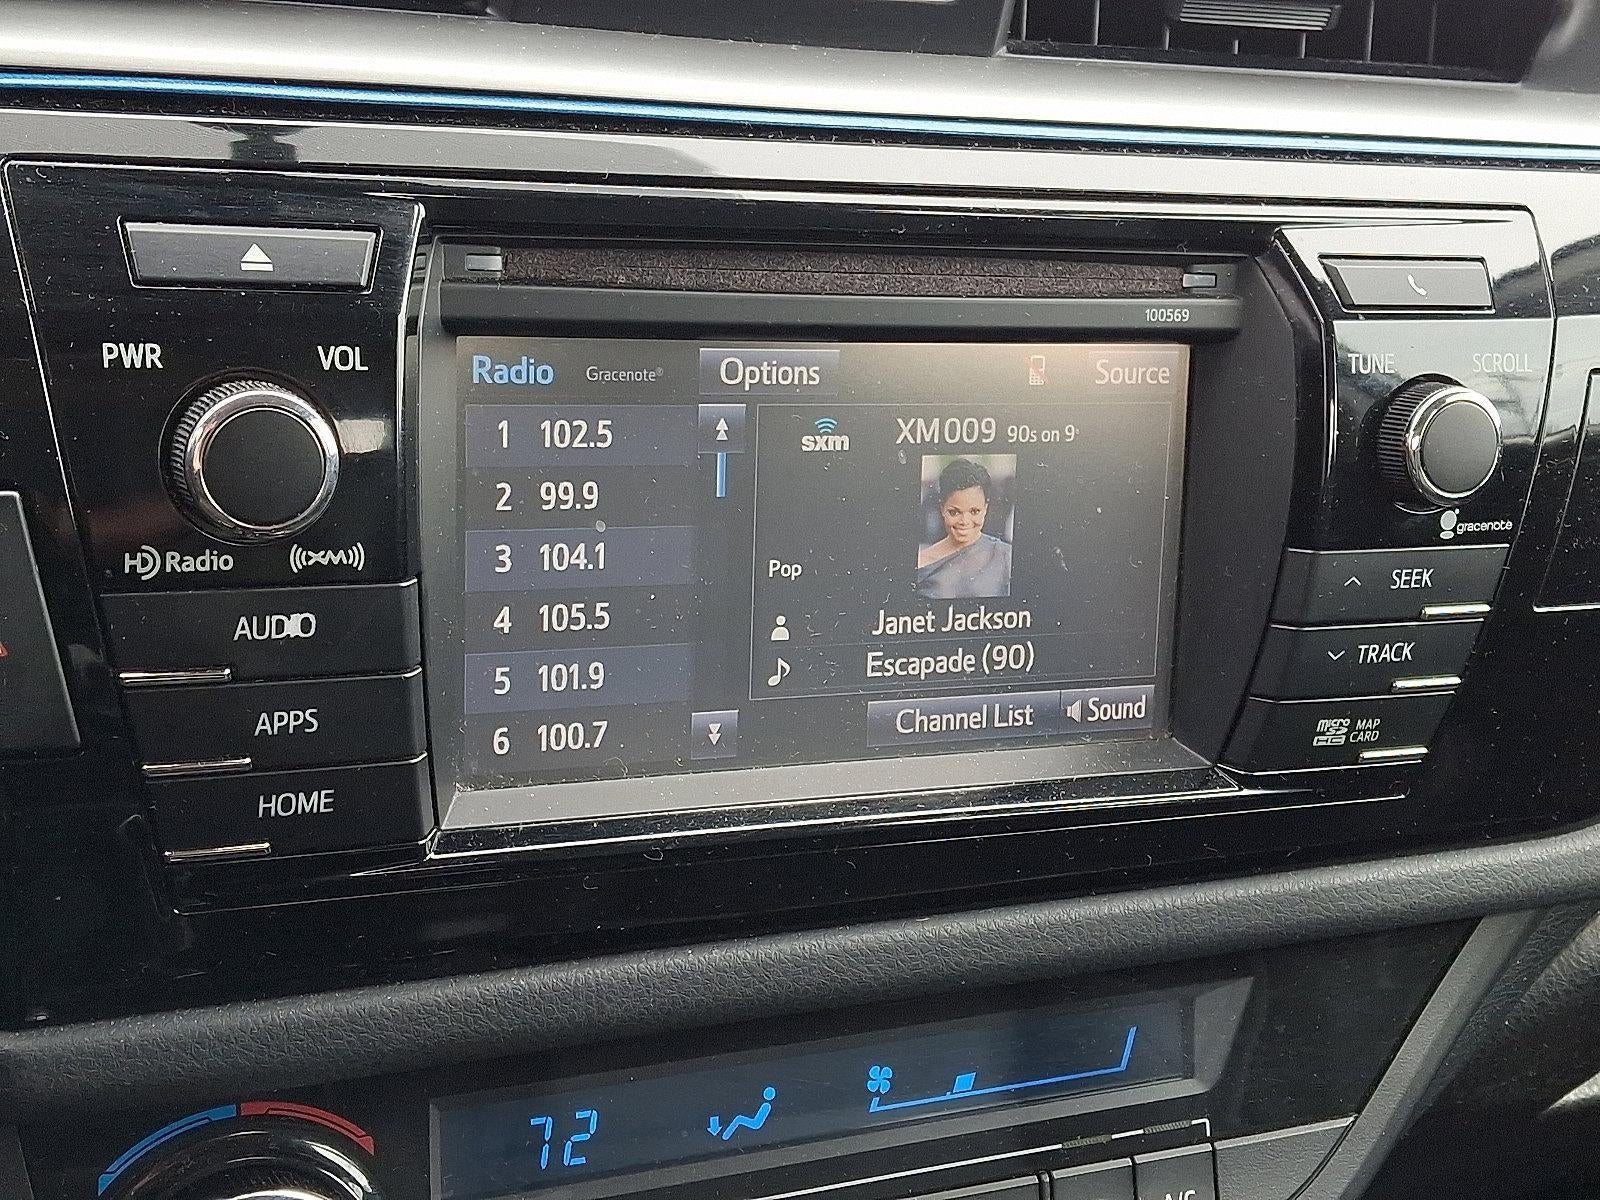 100569
PWR
VOL
HD Radio
((XM))
AUDIO
APPS
HOME
Radio
Gracenote®
Options
Source
1 102.5
2 99.9
3 104.1
4 105.5
5 101.9
6 100.7
sxm
XM009 90s on 9
Pop
Janet Jackson
Escapade (90)
Channel List
Sound
TUNE
SCROLL
gracenote
SEEK
TRACK
micro SD HC
MAP CARD
72